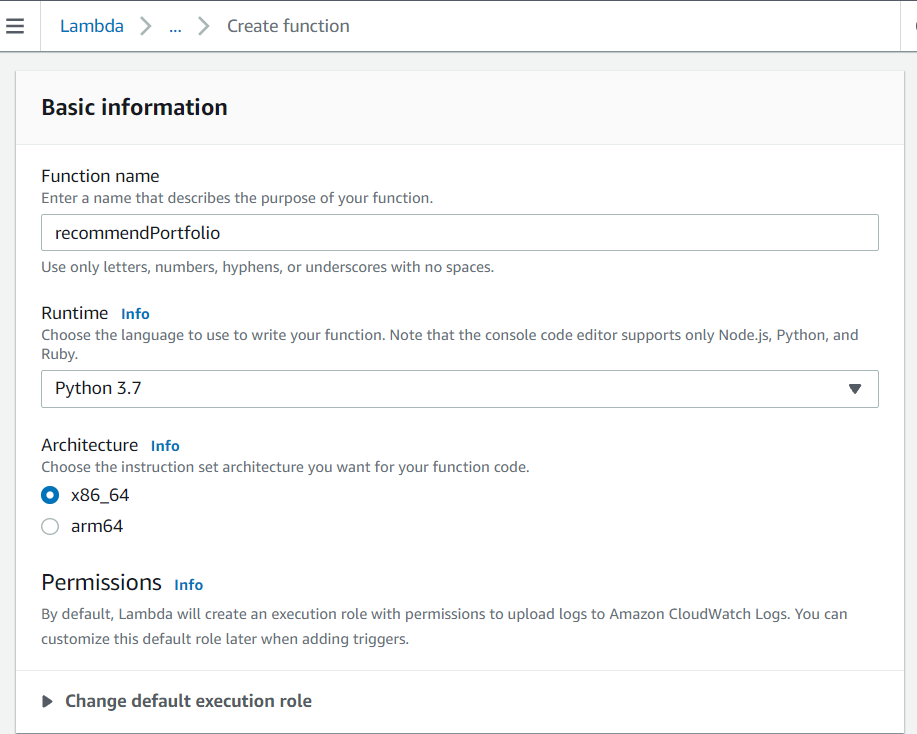 Lambda > ... > Create function
Basic information
Function name
Enter a name that describes the purpose of your function.
recommendPortfolio
Use only letters, numbers, hyphens, or underscores with no spaces.
Runtime Info
Choose the language to use to write your function. Note that the console code editor supports only Node.js, Python, and
Ruby.
Python 3.7
Architecture Info
Choose the instruction set architecture you want for your function code.
x86_64
arm64
Permissions Info
By default, Lambda will create an execution role with permissions to upload logs to Amazon CloudWatch Logs. You can
customize this default role later when adding triggers.
Change default execution role